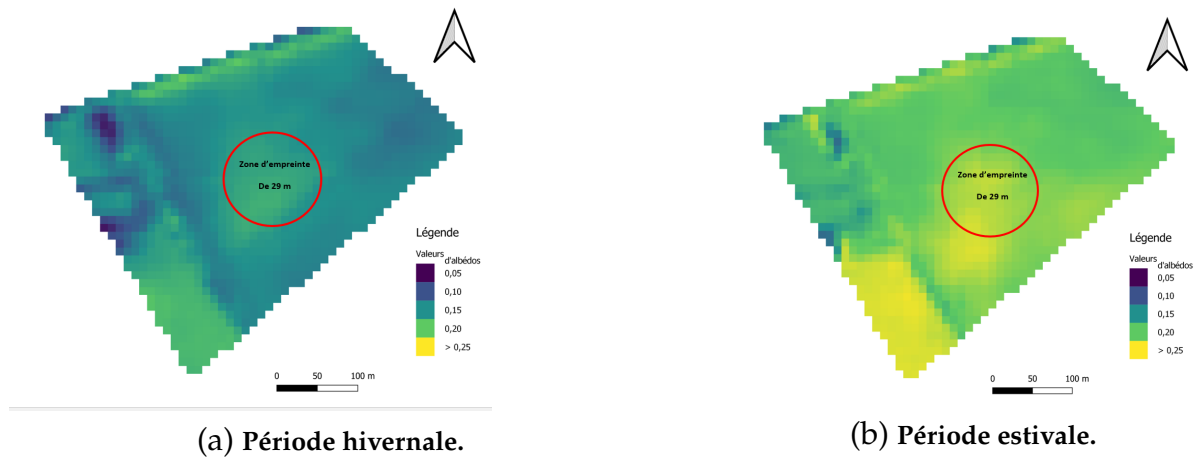 Zone d'empreinte
De 29 m
Légende
Valeurs
d'albédos
0,05
0,10
0,15
0,20
> 0,25
0 50 100 m
(a) Période hivernale.
Zone d'empreinte
De 29 m
Légende
Valeurs
d'albédos
0,05
0,10
0,15
0,20
> 0,25
0 50 100 m
(b) Période estivale.